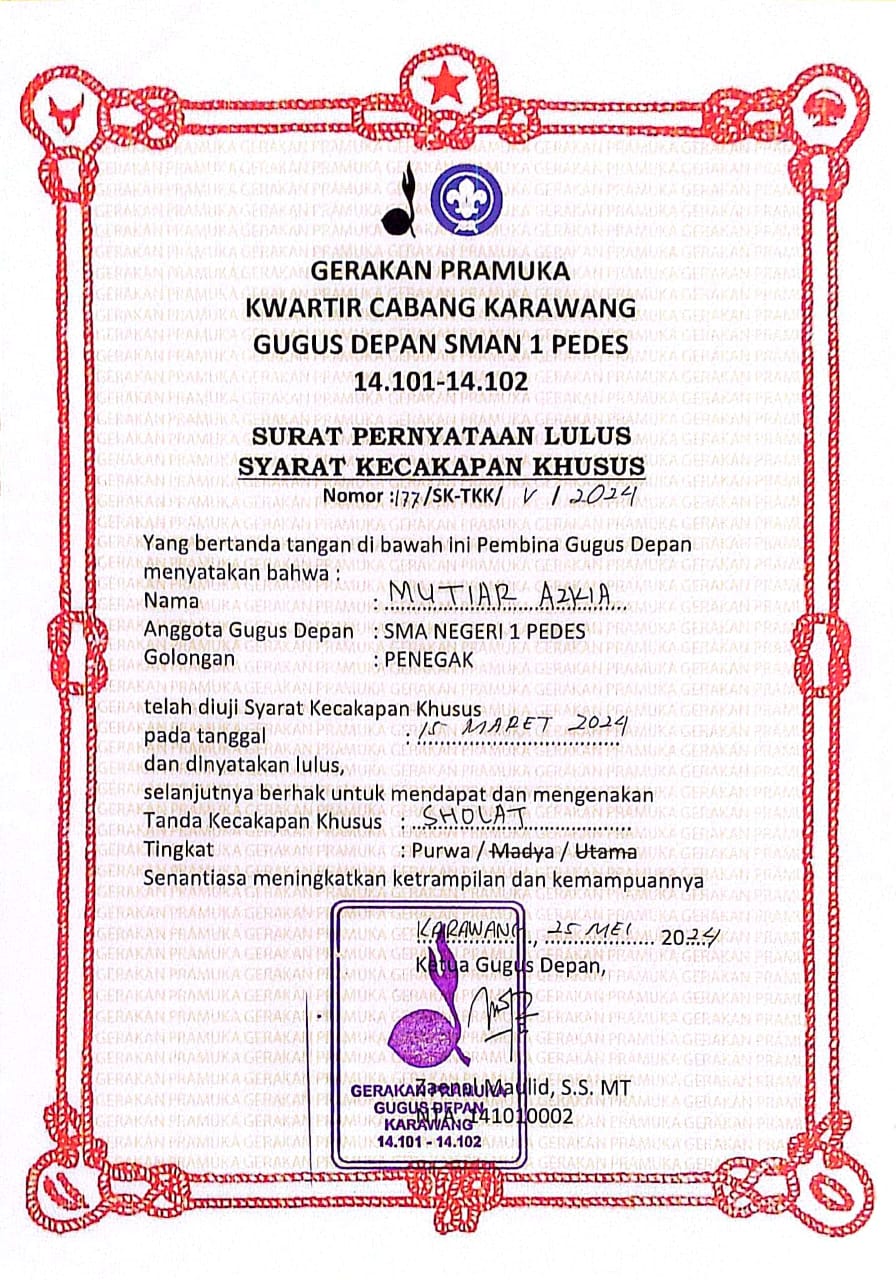 GERAKAN PRAMUKA
KWARTIR CABANG KARAWANG
GUGUS DEPAN SMAN 1 PEDES
14.101-14.102
SURAT PERNYATAAN LULUS
SYARAT KECAKAPAN KHUSUS
Nomor : 177 /SK-TKK/ V / 2024
Yang bertanda tangan di bawah ini Pembina Gugus Depan
menyatakan bahwa :
Nama : MUTIAR AZKIA
Anggota Gugus Depan : SMA NEGERI 1 PEDES
Golongan : PENEGAK
telah diuji Syarat Kecakapan Khusus
pada tanggal : 15 MARET 2024
dan dinyatakan lulus,
selanjutnya berhak untuk mendapat dan mengenakan
Tanda Kecakapan Khusus : SHOLAT
Tingkat : Purwa / Madya / Utama
Senantiasa meningkatkan ketrampilan dan kemampuannya
KARAWANG, 25 MEI 2024
Ketua Gugus Depan,
Zaenal Maulid, S.S. MT
NTA. 141010002
GERAKAN PRAMUKA
GUGUS DEPAN
KARAWANG
14.101 - 14.102